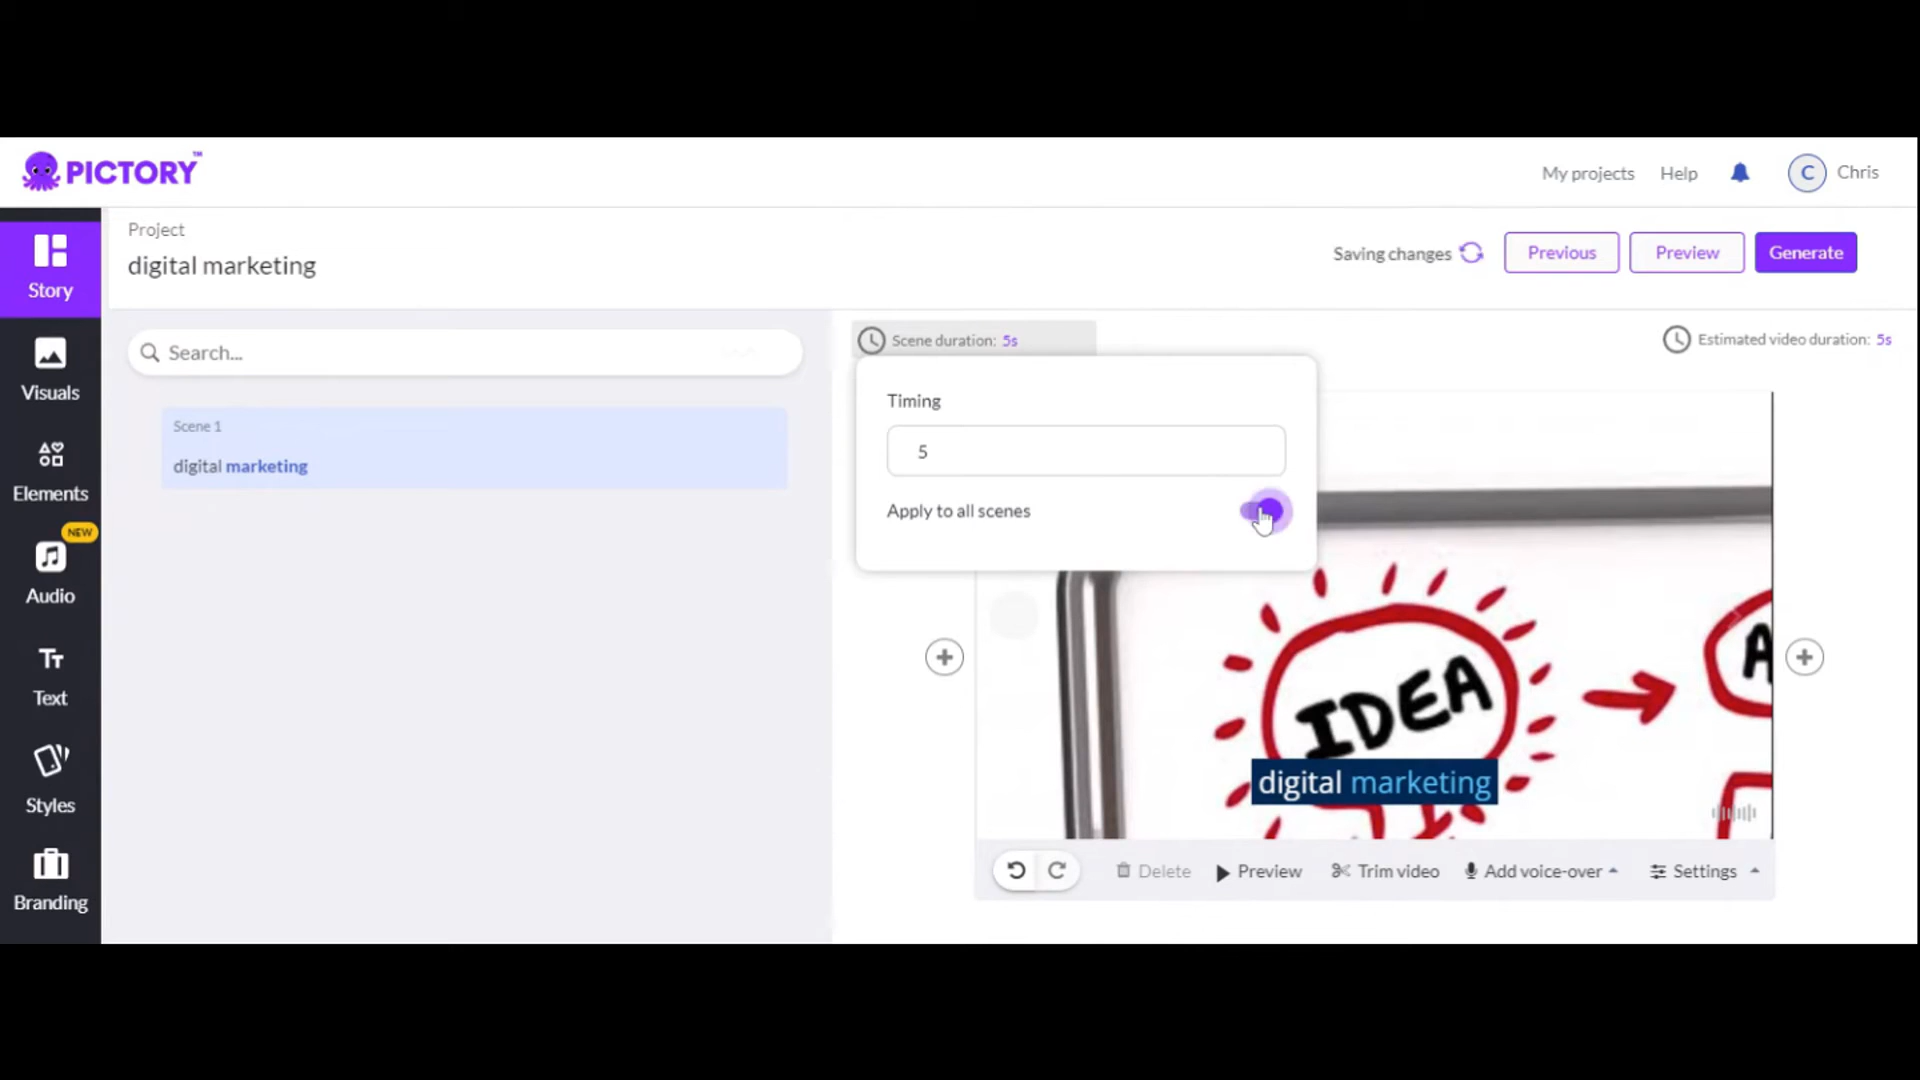 PICTORY™
My projects
Help
C
Chris
Project
digital marketing
Saving changes
Previous
Preview
Generate
Story
Visuals
Elements
NEW
Audio
Text
Styles
Branding
Search...
Scene 1
digital marketing
Scene duration: 5s
Estimated video duration: 5s
Timing
5
Apply to all scenes
IDEA
A
digital marketing
Delete
Preview
Trim video
Add voice-over
Settings